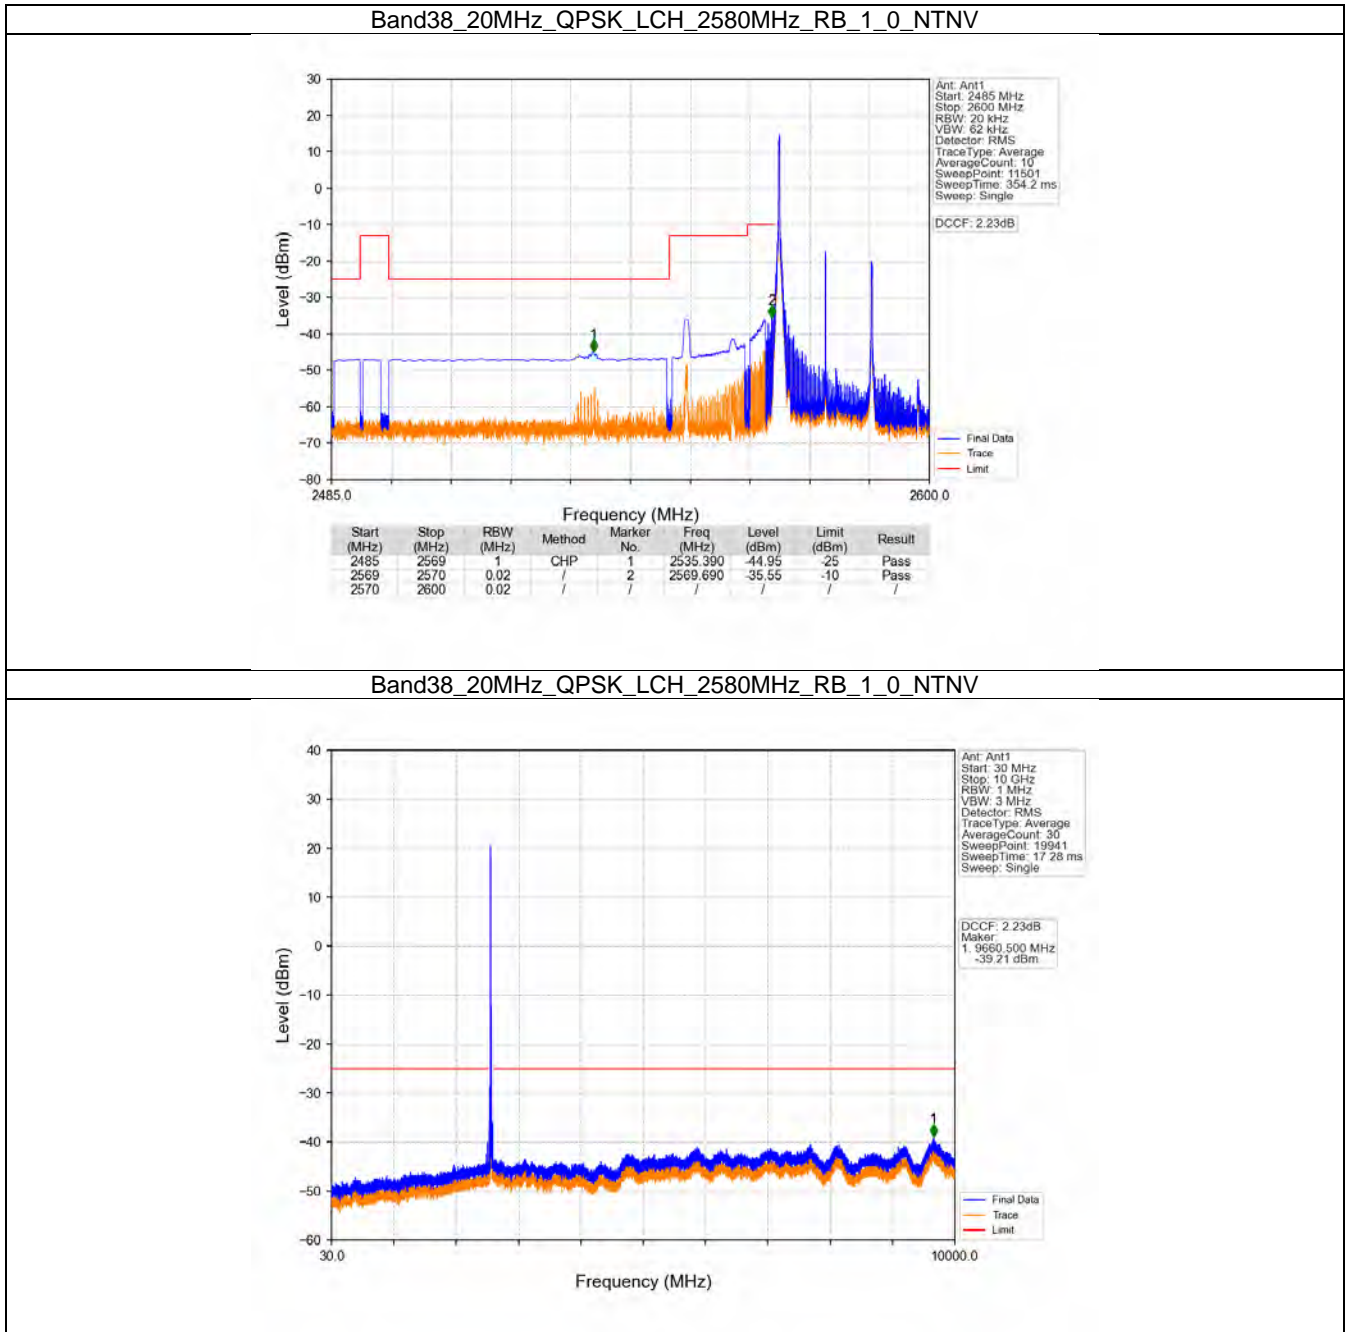 Band38_20MHz_QPSK_LCH_2580MHz_RB_1_0_NTNV
30
20
10
0
−10
−20
−30
−40
−50
−60
−70
−80
Level (dBm)
1
2
2485.0
2600.0
Frequency (MHz)
Ant: Ant1
Start: 2485 MHz
Stop: 2600 MHz
RBW: 20 kHz
VBW: 62 kHz
Detector: RMS
TraceType: Average
AverageCount: 10
SweepPoint: 11501
SweepTime: 354.2 ms
Sweep: Single
DCCF: 2.23dB
Final Data
Trace
Limit
Start (MHz) Stop (MHz) RBW (MHz) Method Marker No. Freq (MHz) Level (dBm) Limit (dBm) Result
2485 2569 1 CHP 1 2535.390 -44.95 -25 Pass
2569 2570 0.02 / 2 2569.690 -35.55 -10 Pass
2570 2600 0.02 / / / / / /
Band38_20MHz_QPSK_LCH_2580MHz_RB_1_0_NTNV
40
30
20
10
0
−10
−20
−30
−40
−50
−60
Level (dBm)
1
30.0
10000.0
Frequency (MHz)
Ant: Ant1
Start: 30 MHz
Stop: 10 GHz
RBW: 1 MHz
VBW: 3 MHz
Detector: RMS
TraceType: Average
AverageCount: 30
SweepPoint: 19941
SweepTime: 17.28 ms
Sweep: Single
DCCF: 2.23dB
Maker:
1. 9660.500 MHz
-39.21 dBm
Final Data
Trace
Limit